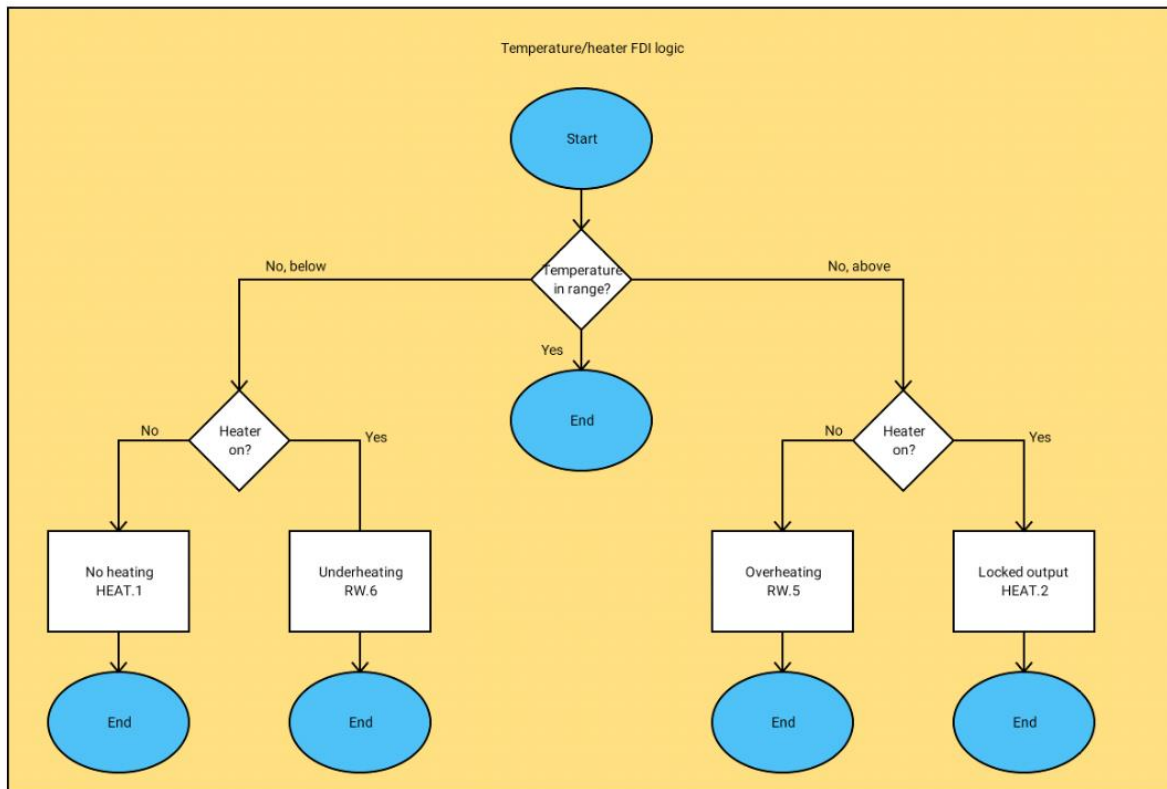 Temperature/heater FDI logic
Start
No, below
Temperature
in range?
No, above
Yes
End
No
Heater
on?
Yes
No
Heater
on?
Yes
No heating
HEAT.1
Underheating
RW.6
Overheating
RW.5
Locked output
HEAT.2
End
End
End
End